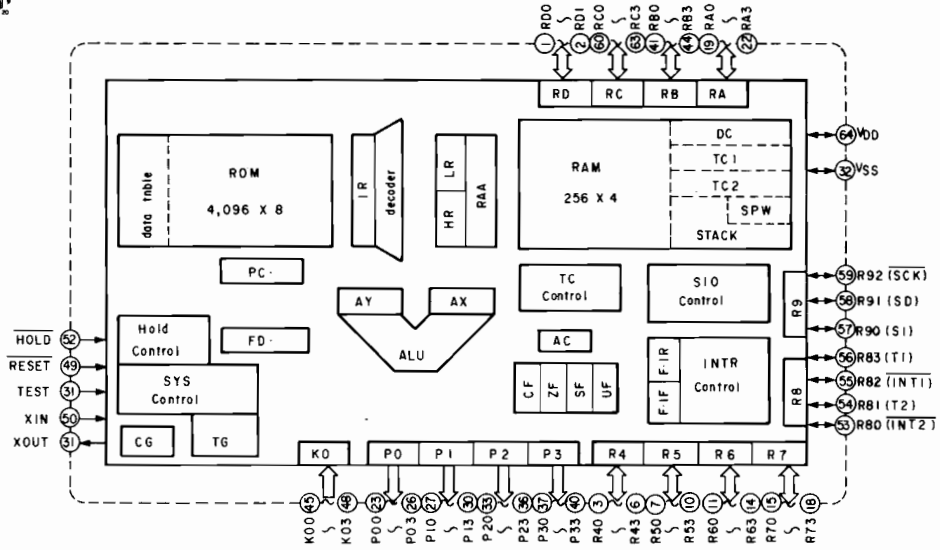 20
RD0 ~ RD1
RC0 ~ RC3
RB0 ~ RB3
RA0 ~ RA3
1 2 60 63 41 44 19 22
RD RC RB RA
data tnble
ROM
4,096 X 8
IR
decoder
HR
LR
RAA
RAM
256 X 4
DC
TC1
TC2
SPW
STACK
64 VDD
32 VSS
PC
FD
AY
AX
ALU
TC
Control
AC
CF
ZF
SF
UF
SIO
Control
FIR
FIF
INTR
Control
R9
R8
59 R92 (SCK)
58 R91 (SD)
57 R90 (SI)
56 R83 (TI)
55 R82 (INT1)
54 R81 (T2)
53 R80 (INT2)
HOLD 52
RESET 49
TEST 31
XIN 50
XOUT 31
Hold
Control
SYS
Control
CG
TG
K0 P0 P1 P2 P3 R4 R5 R6 R7
45 48 23 26 27 30 33 36 37 40 3 6 7 10 11 14 15 18
K00 ~ K03
P00 ~ P03
P10 ~ P13
P20 ~ P23
P30 ~ P33
R40 ~ R43
R50 ~ R53
R60 ~ R63
R70 ~ R73